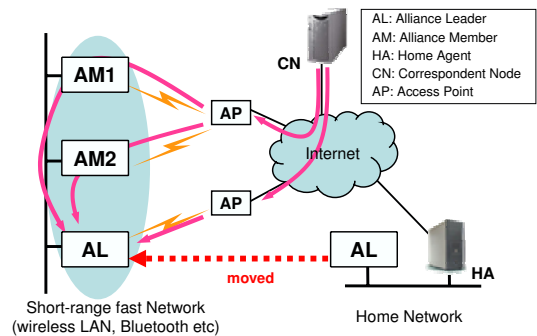 AL: Alliance Leader
AM: Alliance Member
HA: Home Agent
CN: Correspondent Node
AP: Access Point
CN
AM1
AP
AM2
Internet
AP
AL
AL
moved
HA
Short-range fast Network
(wireless LAN, Bluetooth etc)
Home Network